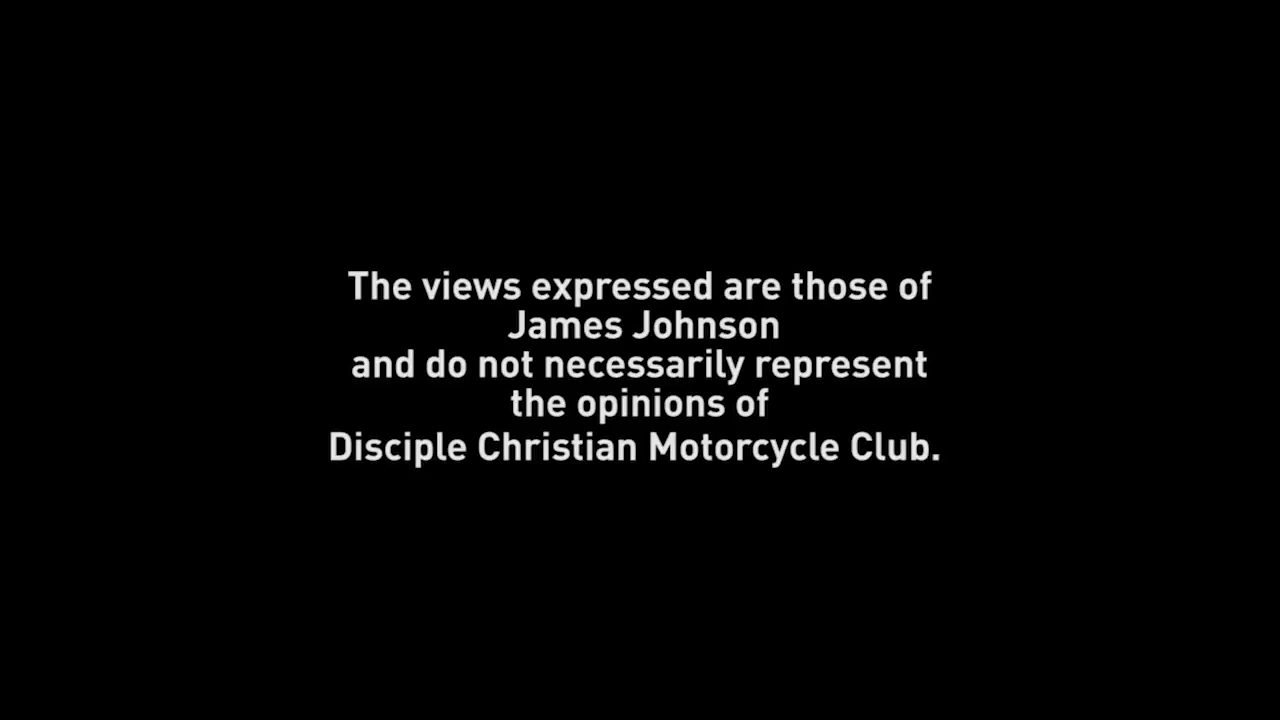 The views expressed are those of
James Johnson
and do not necessarily represent
the opinions of
Disciple Christian Motorcycle Club.